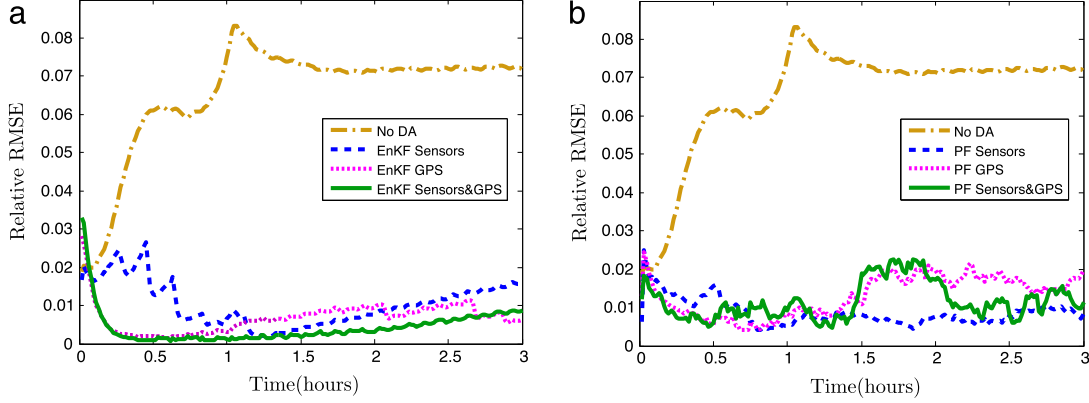 a
0.08
0.07
0.06
0.05
0.04
0.03
0.02
0.01
0
Relative RMSE
No DA
EnKF Sensors
EnKF GPS
EnKF Sensors&GPS
0
0.5
1
1.5
2
2.5
3
Time(hours)
b
0.08
0.07
0.06
0.05
0.04
0.03
0.02
0.01
0
Relative RMSE
No DA
PF Sensors
PF GPS
PF Sensors&GPS
0
0.5
1
1.5
2
2.5
3
Time(hours)